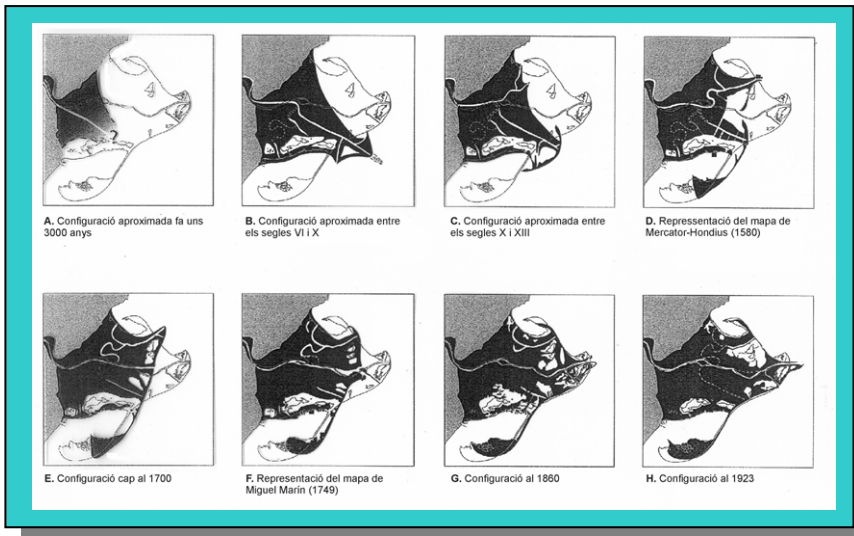 A. Configuració aproximada fa uns
3000 anys
B. Configuració aproximada entre
els segles VI i X
C. Configuració aproximada entre
els segles X i XIII
D. Repressentació del mapa de
Mercator-Hondius (1580)
E. Configuració cap al 1700
F. Representació del mapa de
Miguel Marín (1749)
G. Configuració al 1860
H. Configuració al 1923